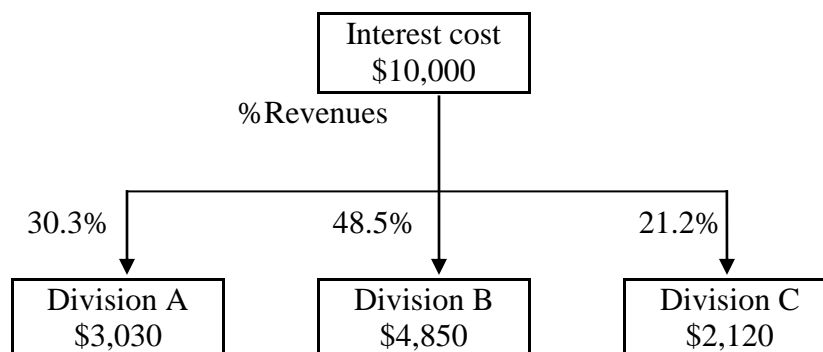 Interest cost
$10,000
%Revenues
30.3%
48.5%
21.2%
Division A
$3,030
Division B
$4,850
Division C
$2,120